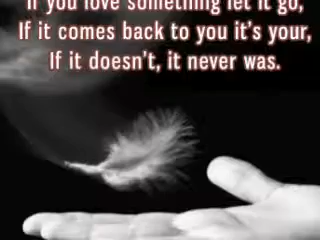 If you love something let it go,
If it comes back to you it's your,
If it doesn't, it never was.